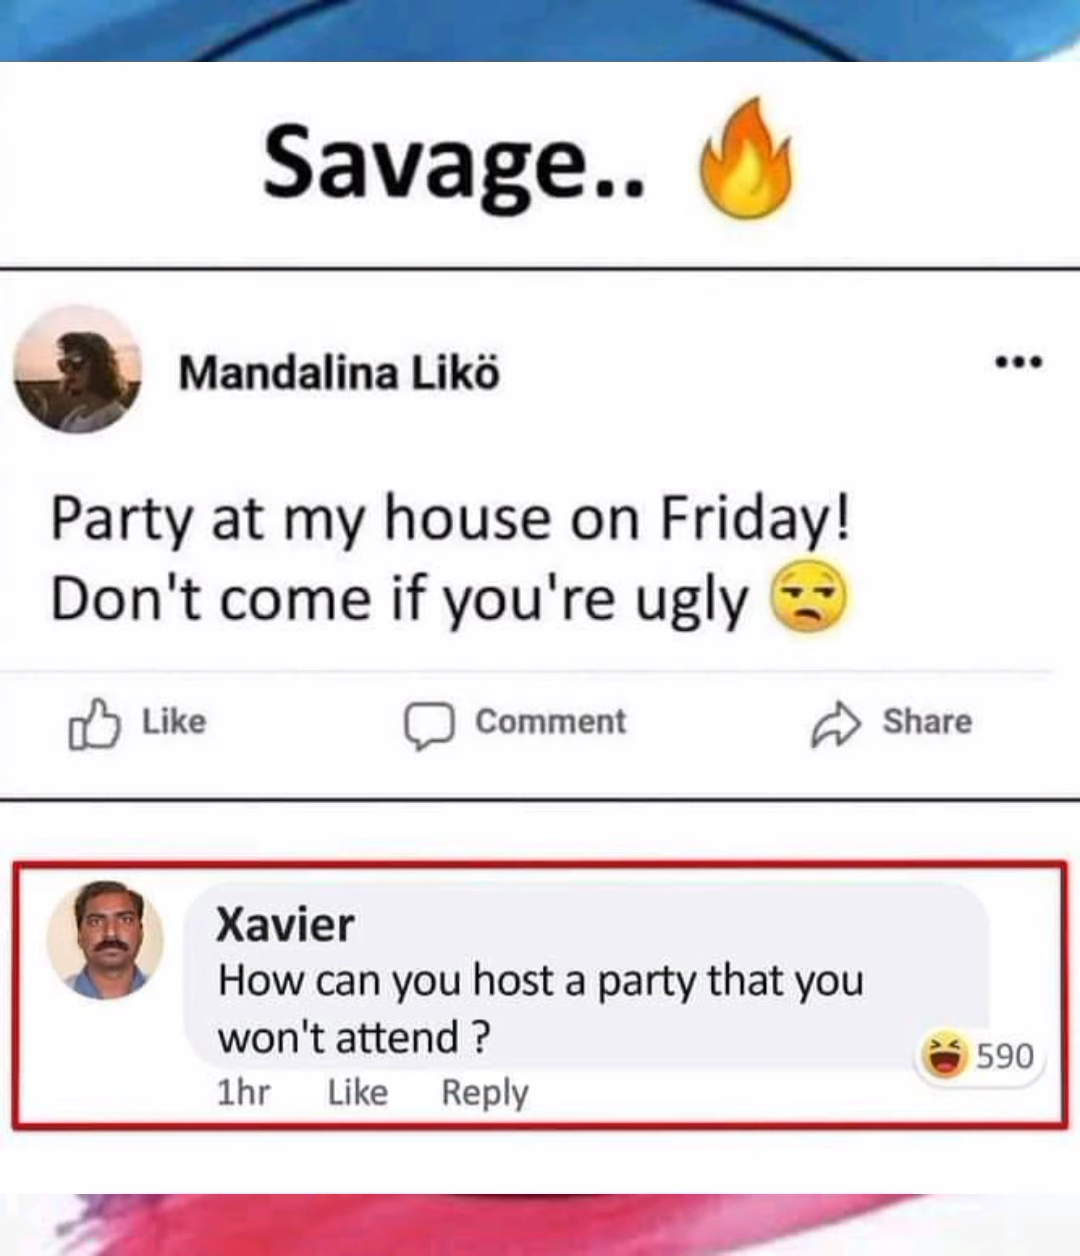 Savage.. 🔥
Mandalina Likö
Party at my house on Friday!
Don't come if you're ugly 😒
Like Comment Share
Xavier
How can you host a party that you
won't attend ?
😆 590
1hr Like Reply